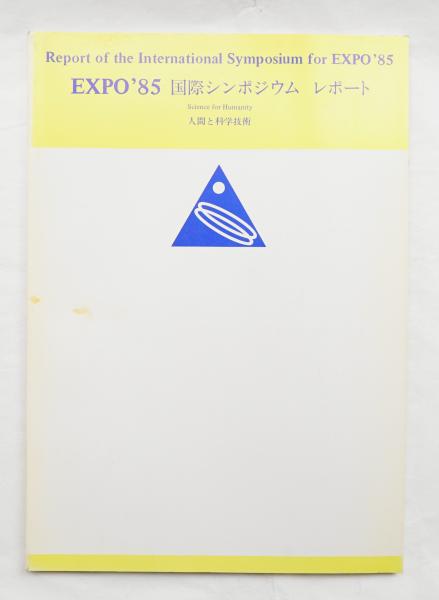 Report of the International Symposium for EXPO'85
EXPO'85 国際シンポジウム レポート
Science for Humanity
人間と科学技術